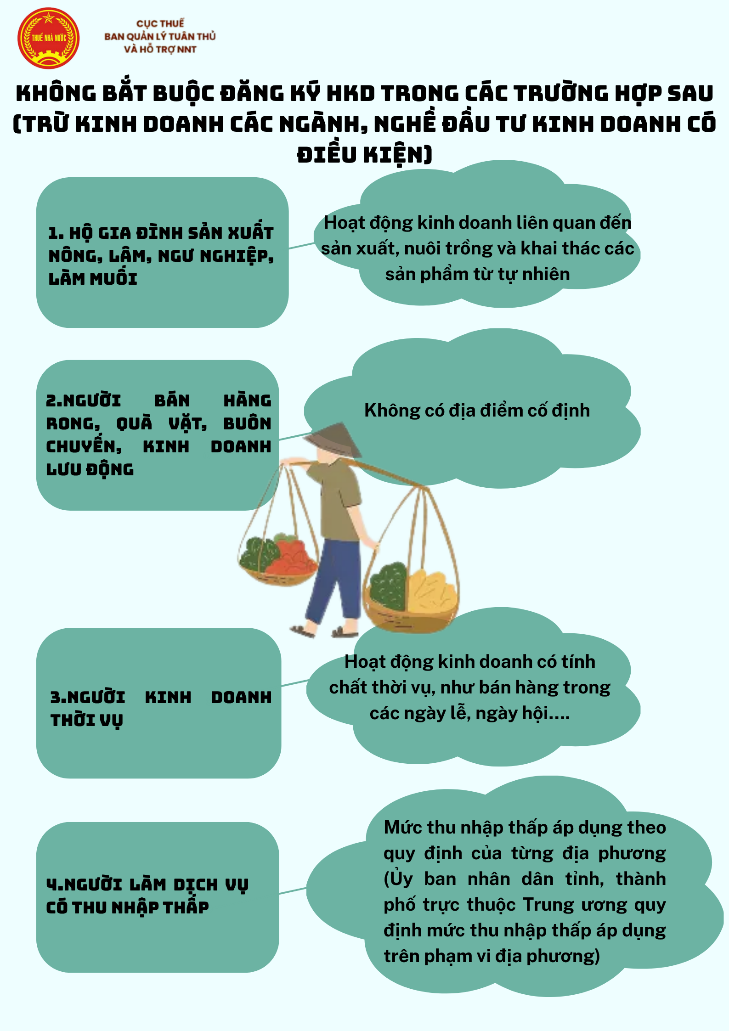 THUẾ NHÀ NƯỚC
CỤC THUẾ
BAN QUẢN LÝ TUÂN THỦ
VÀ HỖ TRỢ NNT
KHÔNG BẮT BUỘC ĐĂNG KÝ HKD TRONG CÁC TRƯỜNG HỢP SAU
(TRỪ KINH DOANH CÁC NGÀNH, NGHỀ ĐẦU TƯ KINH DOANH CÓ
ĐIỀU KIỆN)
1. HỘ GIA ĐÌNH SẢN XUẤT
NÔNG, LÂM, NGƯ NGHIỆP,
LÀM MUỐI
Hoạt động kinh doanh liên quan đến
sản xuất, nuôi trồng và khai thác các
sản phẩm từ tự nhiên
2.NGƯỜI BÁN HÀNG
RONG, QUÀ VẶT, BUÔN
CHUYẾN, KINH DOANH
LƯU ĐỘNG
Không có địa điểm cố định
3.NGƯỜI KINH DOANH
THỜI VỤ
Hoạt động kinh doanh có tính
chất thời vụ, như bán hàng trong
các ngày lễ, ngày hội....
4.NGƯỜI LÀM DỊCH VỤ
CÓ THU NHẬP THẤP
Mức thu nhập thấp áp dụng theo
quy định của từng địa phương
(Ủy ban nhân dân tỉnh, thành
phố trực thuộc Trung ương quy
định mức thu nhập thấp áp dụng
trên phạm vi địa phương)